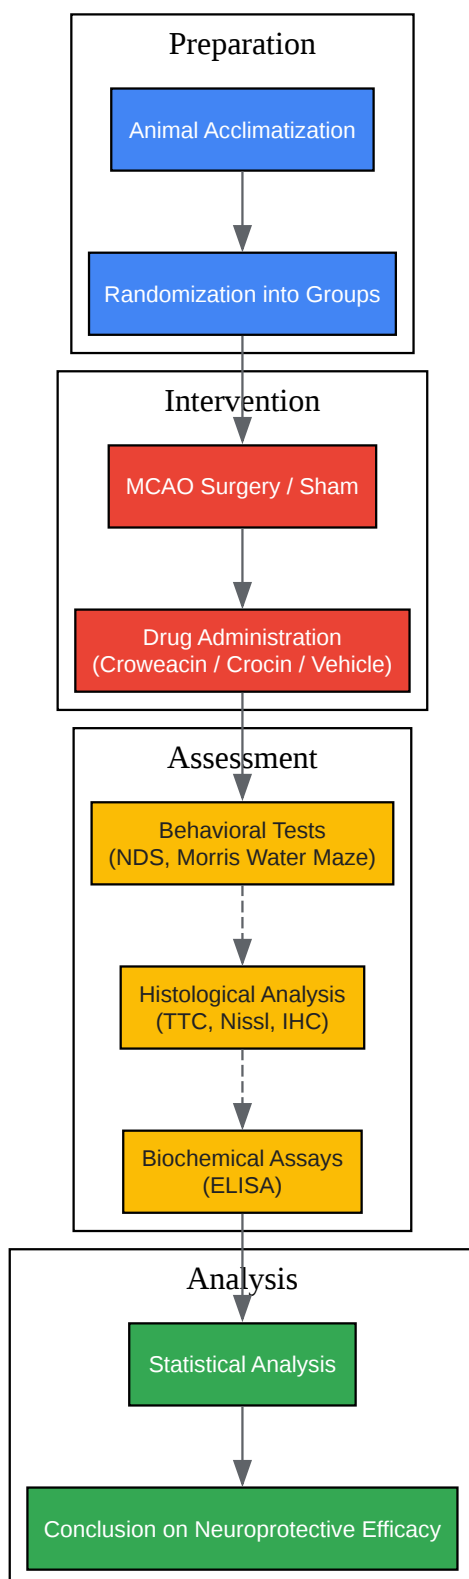 Preparation
Animal Acclimatization
Randomization into Groups
Intervention
MCAO Surgery / Sham
Drug Administration
(Croweacin / Crocin / Vehicle)
Assessment
Behavioral Tests
(NDS, Morris Water Maze)
Histological Analysis
(TTC, Nissl, IHC)
Biochemical Assays
(ELISA)
Analysis
Statistical Analysis
Conclusion on Neuroprotective Efficacy